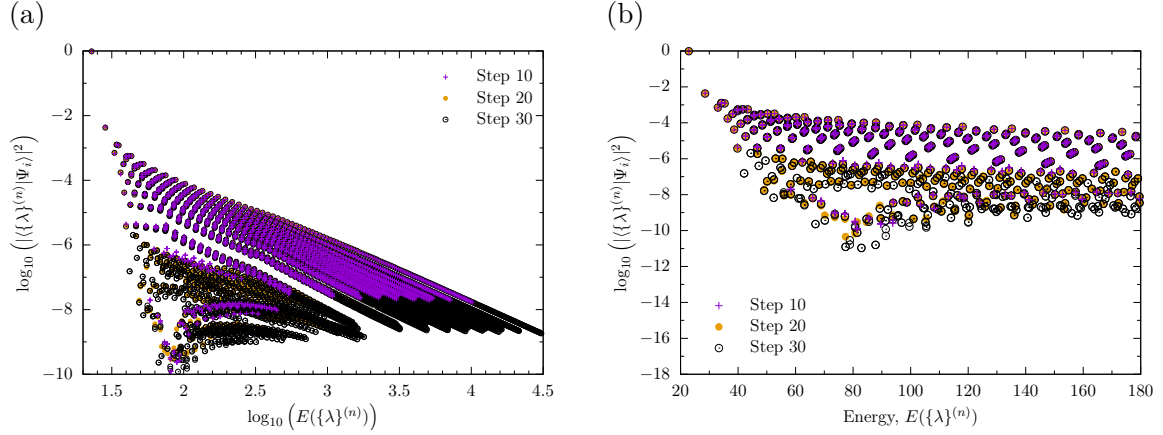 (a)
0
−2
−4
−6
−8
−10
1.5
2
2.5
3
3.5
4
4.5
log₁₀ (|⟨{λ}⁽ⁿ⁾|Ψᵢ⟩|²)
log₁₀ (E({λ}⁽ⁿ⁾))
Step 10
Step 20
Step 30
(b)
0
−2
−4
−6
−8
−10
−12
−14
−16
−18
20
40
60
80
100
120
140
160
180
log₁₀ (|⟨{λ}⁽ⁿ⁾|Ψᵢ⟩|²)
Energy, E({λ}⁽ⁿ⁾)
Step 10
Step 20
Step 30